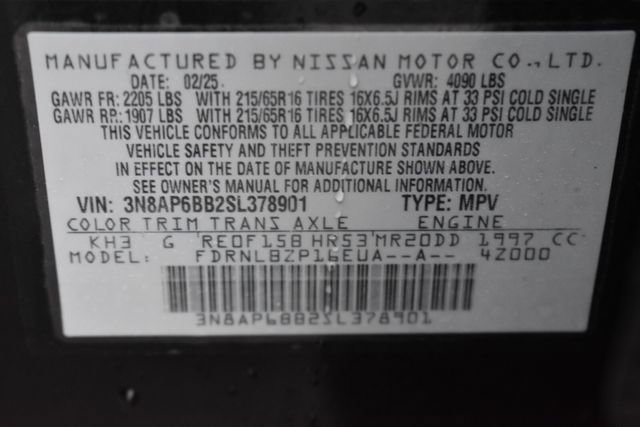 MANUFACTURED BY NISSAN MOTOR CO.,LTD.
DATE: 02/25 GVWR: 4090 LBS
GAWR FR: 2205 LBS WITH 215/65R16 TIRES 16X6.5J RIMS AT 33 PSI COLD SINGLE
GAWR RR: 1907 LBS WITH 215/65R16 TIRES 16X6.5J RIMS AT 33 PSI COLD SINGLE
THIS VEHICLE CONFORMS TO ALL APPLICABLE FEDERAL MOTOR
VEHICLE SAFETY AND THEFT PREVENTION STANDARDS
IN EFFECT ON THE DATE OF MANUFACTURE SHOWN ABOVE.
SEE OWNER'S MANUAL FOR ADDITIONAL INFORMATION.
VIN: 3N8AP6BB2SL378901 TYPE: MPV
COLOR TRIM TRANS AXLE ENGINE
KH3 G RE0F15B HR53 MR20DD 1997 CC
MODEL: FDRNLBZP16EUA--A-- 4Z000
3N8AP6BB2SL378901